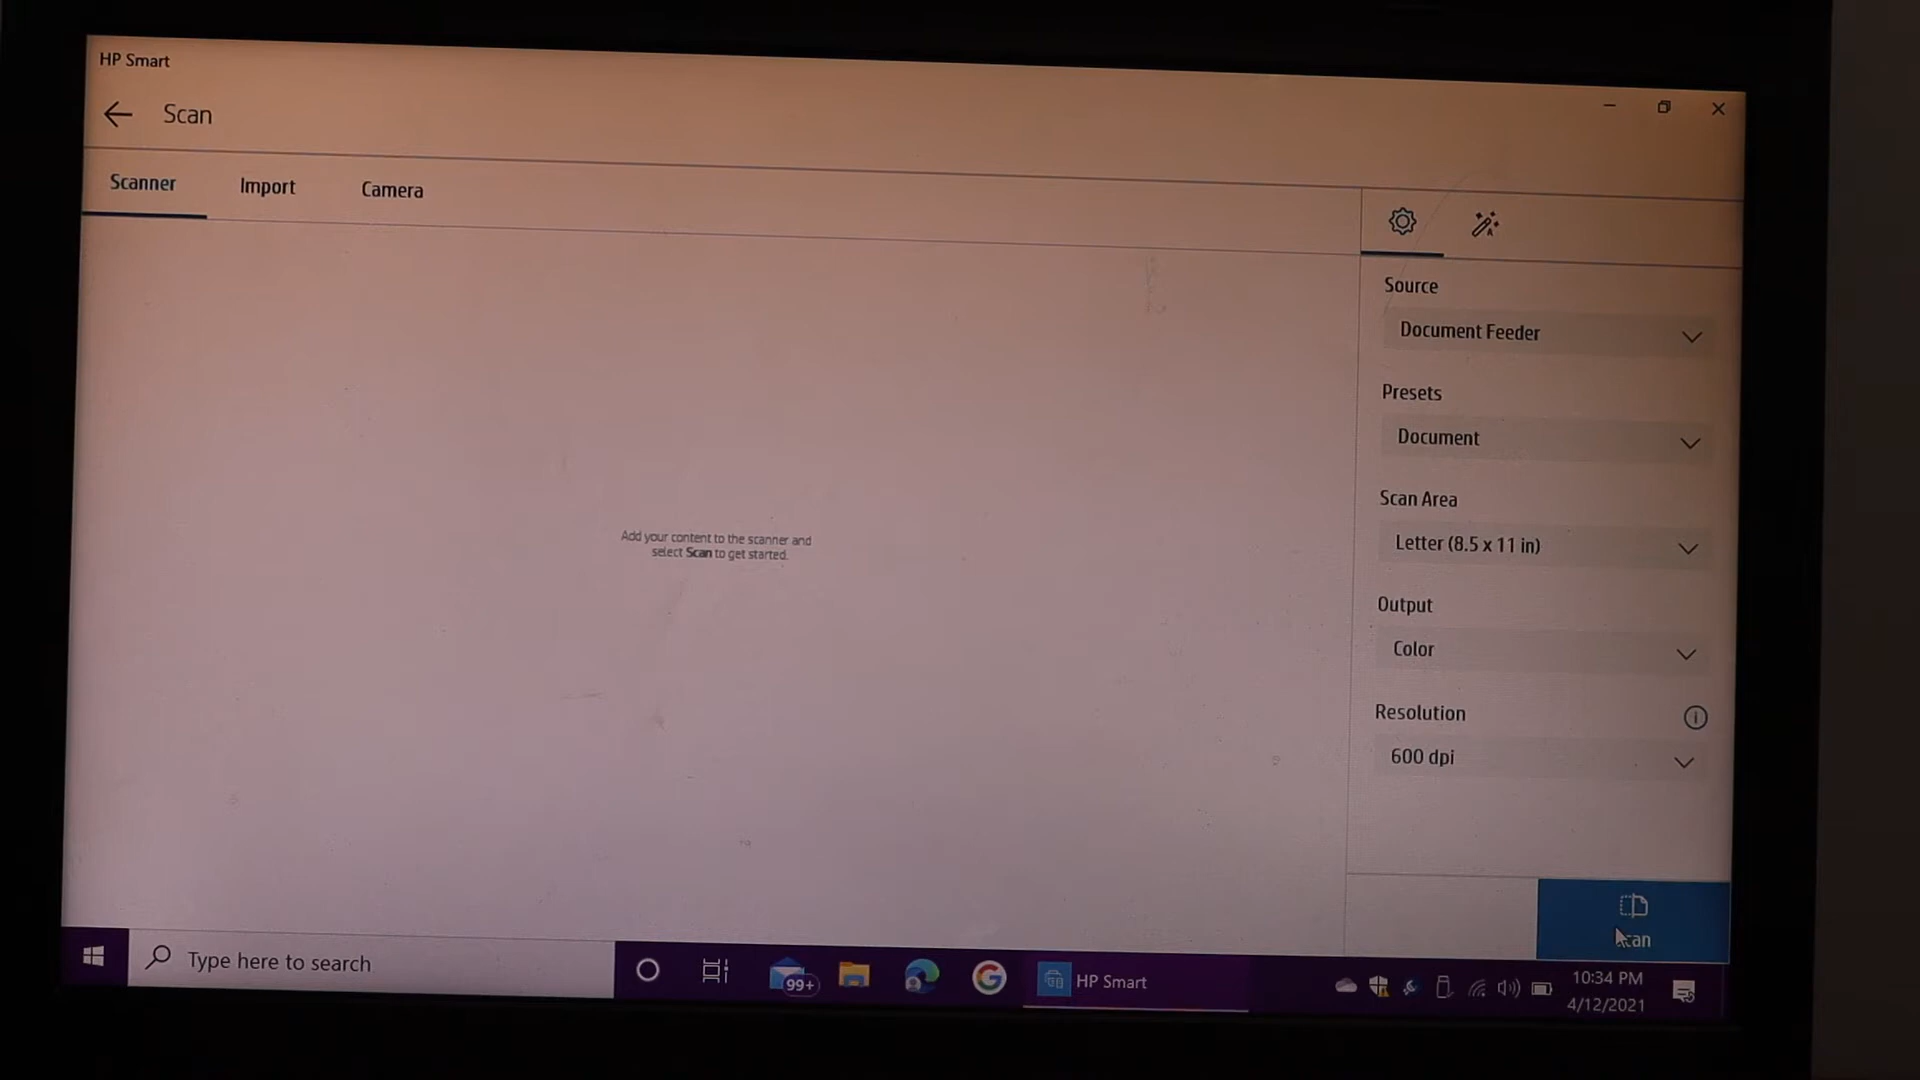 HP Smart
Scan
Scanner Import Camera
Source
Document Feeder
Presets
Document
Scan Area
Letter (8.5 x 11 in)
Output
Color
Resolution
600 dpi
Add your content to the scanner and
select Scan to get started.
Scan
Type here to search
99+
HP Smart
10:34 PM
4/12/2021